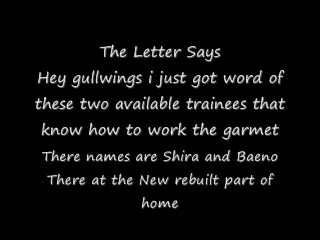 The Letter Says
Hey gullwings i just got word of
these two available trainees that
know how to work the garmet
There names are Shira and Baeno
There at the New rebuilt part of
home